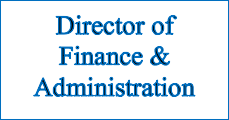 Director of
Finance &
Administration